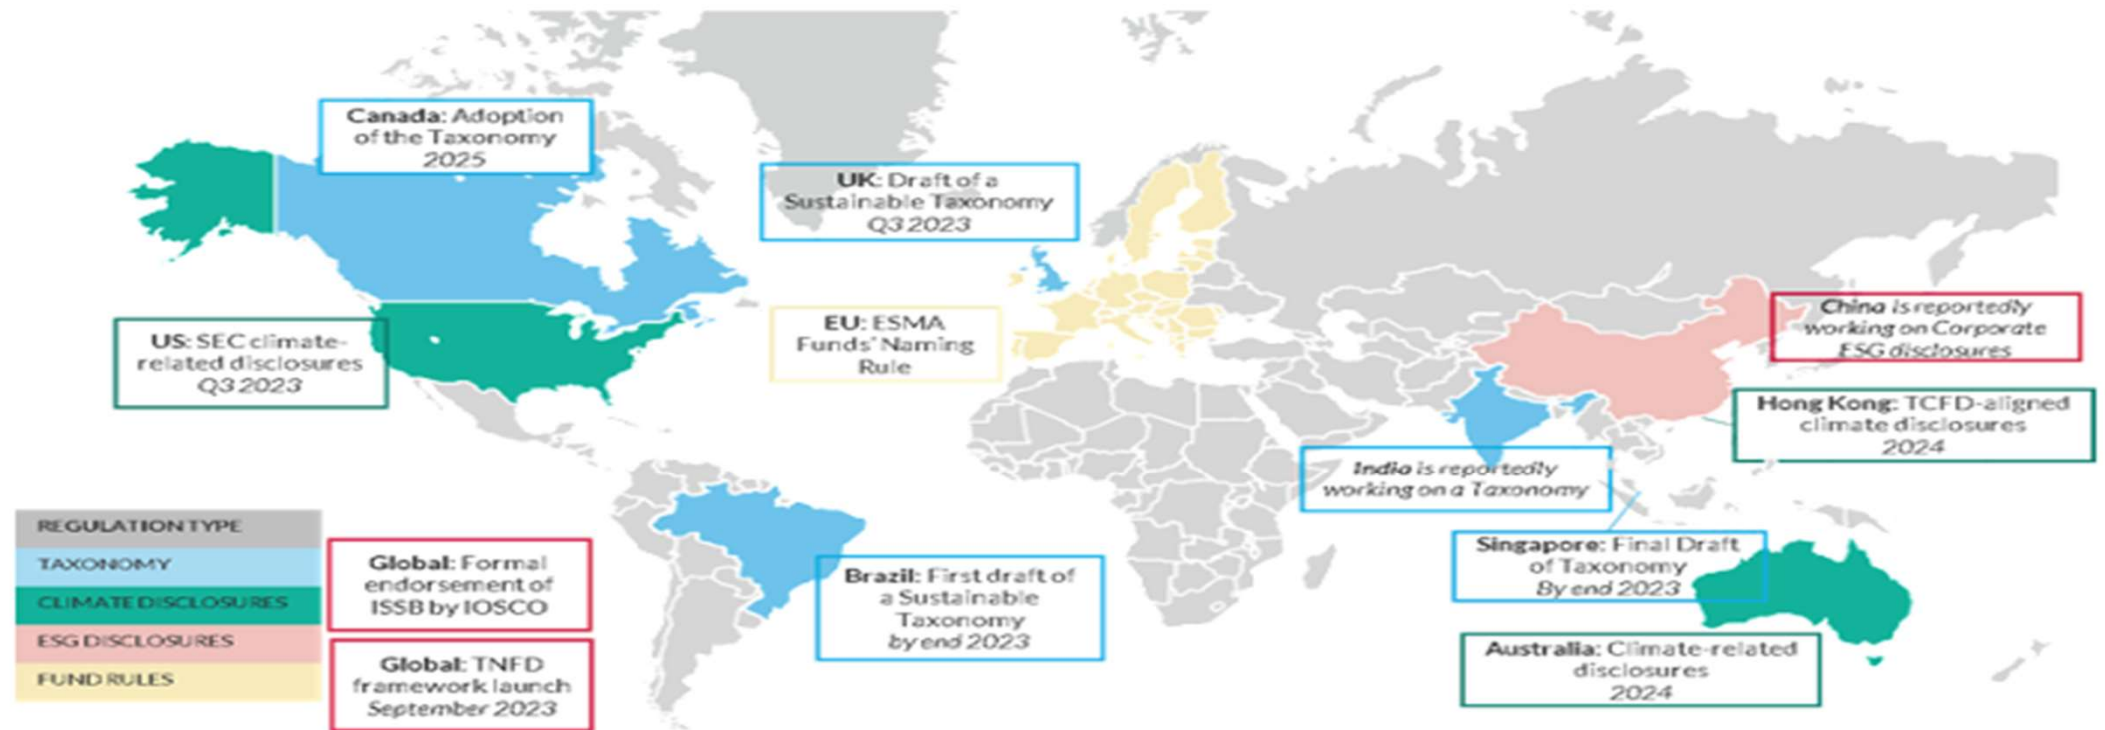 Canada: Adoption
of the Taxonomy
2025
UK: Draft of a
Sustainable Taxonomy
Q3 2023
US: SEC climate-
related disclosures
Q3 2023
EU: ESMA
Funds' Naming
Rule
China is reportedly
working on Corporate
ESG disclosures
Hong Kong: TCFD-aligned
climate disclosures
2024
India is reportedly
working on a Taxonomy
Singapore: Final Draft
of Taxonomy
By end 2023
Australia: Climate-related
disclosures
2024
Brazil: First draft of
a Sustainable
Taxonomy
by end 2023
REGULATION TYPE
TAXONOMY
CLIMATE DISCLOSURES
ESG DISCLOSURES
FUND RULES
Global: Formal
endorsement of
ISSB by IOSCO
Global: TNFD
framework launch
September 2023